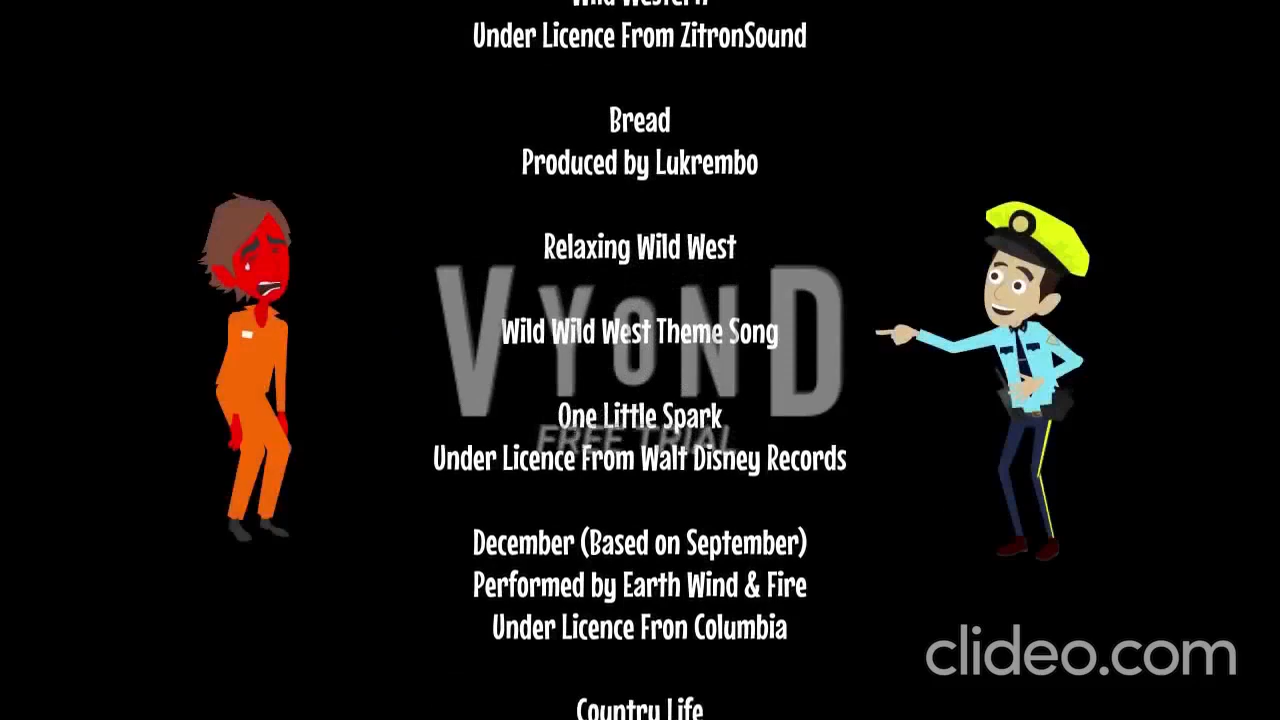 Under Licence From ZitronSound
Bread
Produced by Lukrembo
Relaxing Wild West
Wild Wild West Theme Song
VYOND
FREE TRIAL
One Little Spark
Under Licence From Walt Disney Records
December (Based on September)
Performed by Earth Wind & Fire
Under Licence Fron Columbia
clideo.com
Country Life